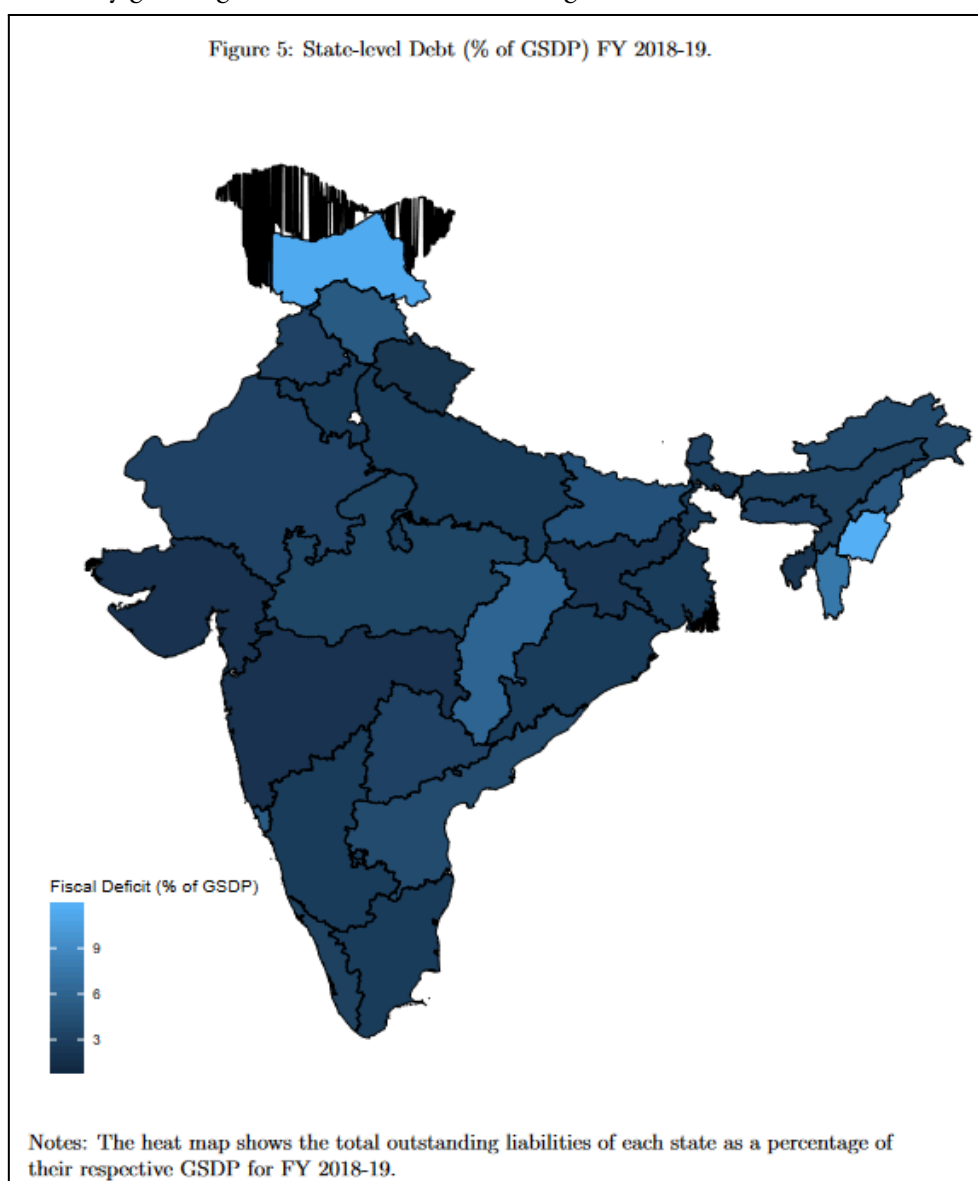 Figure 5: State-level Debt (% of GSDP) FY 2018-19.
Fiscal Deficit (% of GSDP)
9
6
3
Notes: The heat map shows the total outstanding liabilities of each state as a percentage of
their respective GSDP for FY 2018-19.